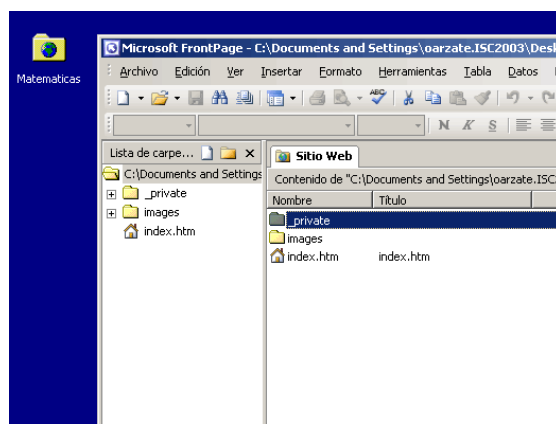 Matematicas
Microsoft FrontPage - C:\Documents and Settings\oarzate.ISC2003\Des
Archivo Edición Ver Insertar Formato Herramientas Tabla Datos
N K S
Lista de carpe...
Sitio Web
C:\Documents and Settings
Contenido de "C:\Documents and Settings\oarzate.ISC
_private
images
index.htm
Nombre Título
_private
images
index.htm index.htm